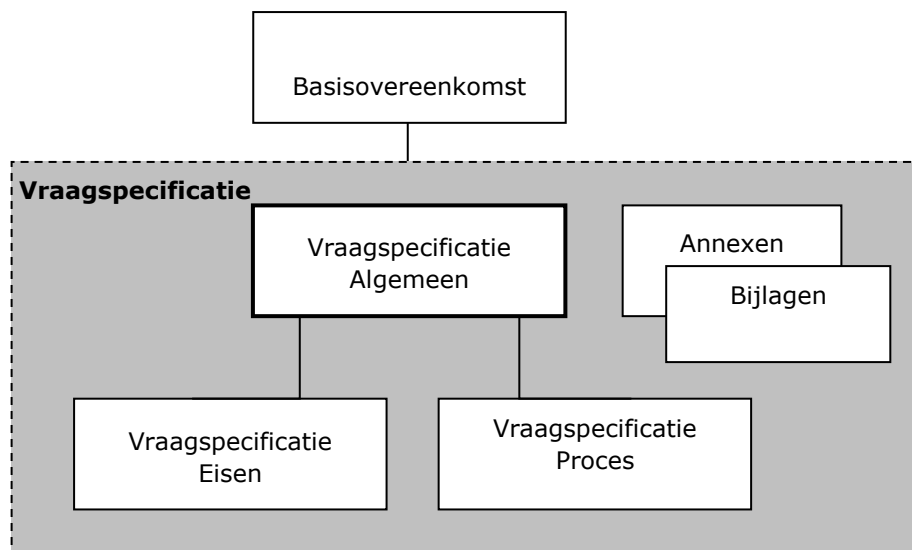 Basisovereenkomst
Vraagspecificatie
Vraagspecificatie
Algemeen
Annexen
Bijlagen
Vraagspecificatie
Eisen
Vraagspecificatie
Proces